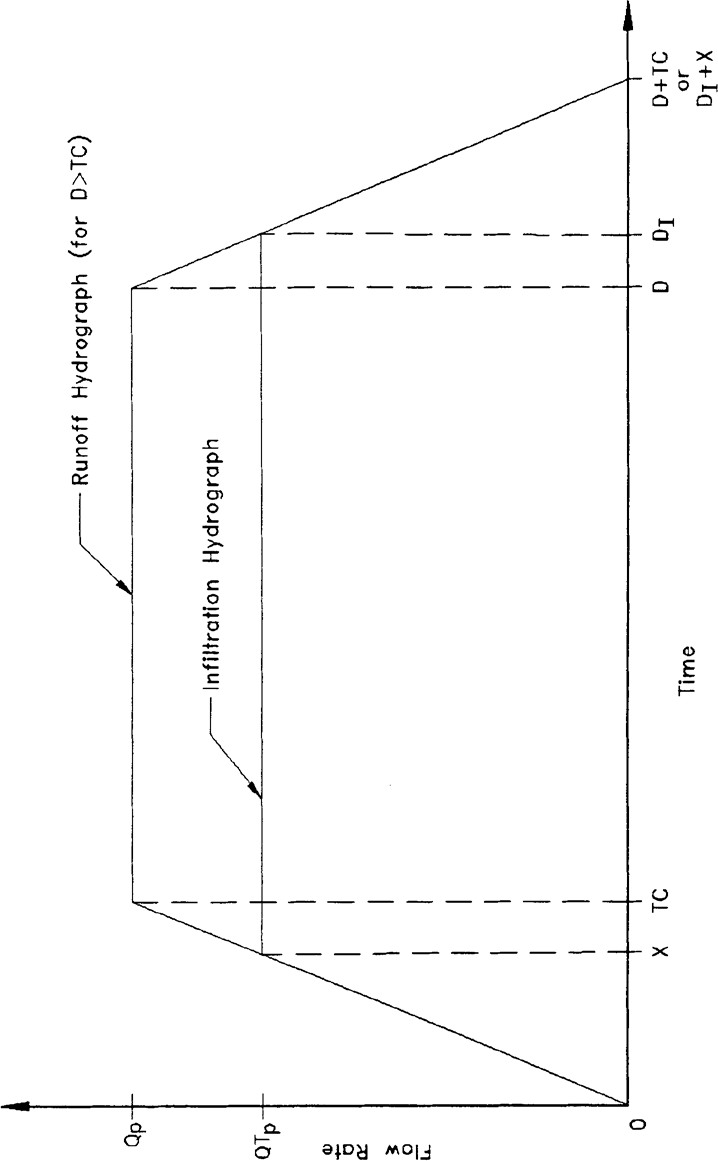 Runoff Hydrograph (for D>TC)
Infiltration Hydrograph
Qp
QTp
Flow Rate
0
X
TC
D
DI
D+TC
or
DI+X
Time